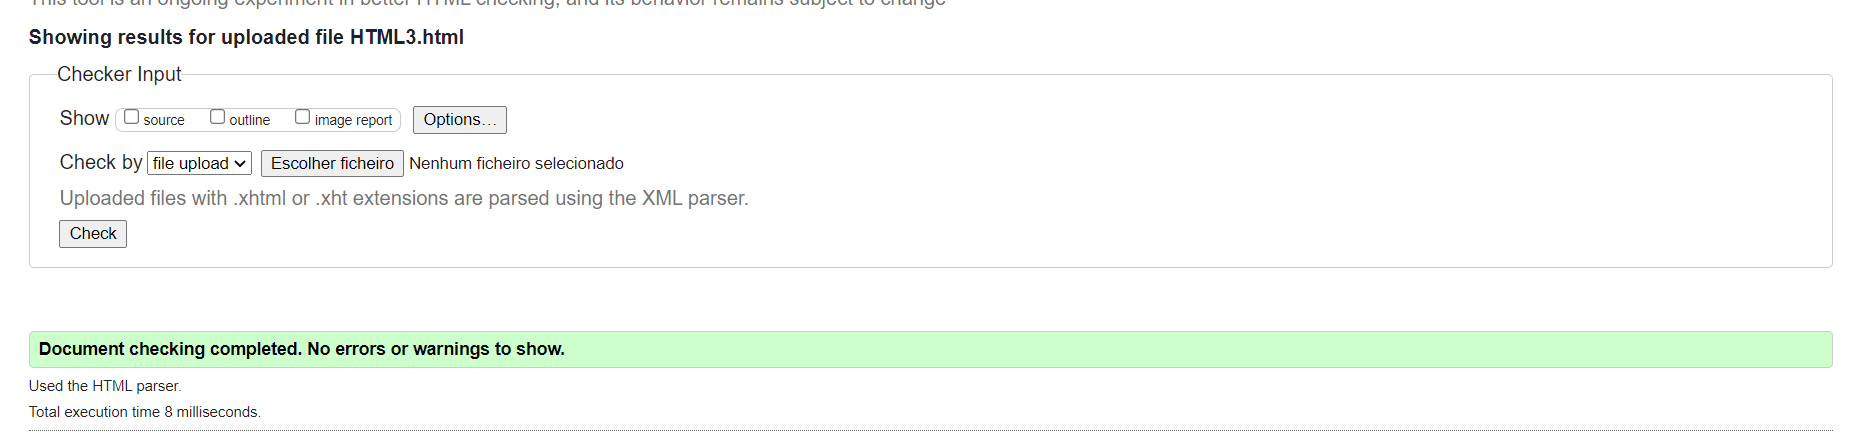 This tool is an ongoing experiment in better HTML checking, and its behavior remains subject to change
Showing results for uploaded file HTML3.html
Checker Input
Show source outline image report Options...
Check by file upload Escolher ficheiro Nenhum ficheiro selecionado
Uploaded files with .xhtml or .xht extensions are parsed using the XML parser.
Check
Document checking completed. No errors or warnings to show.
Used the HTML parser.
Total execution time 8 milliseconds.